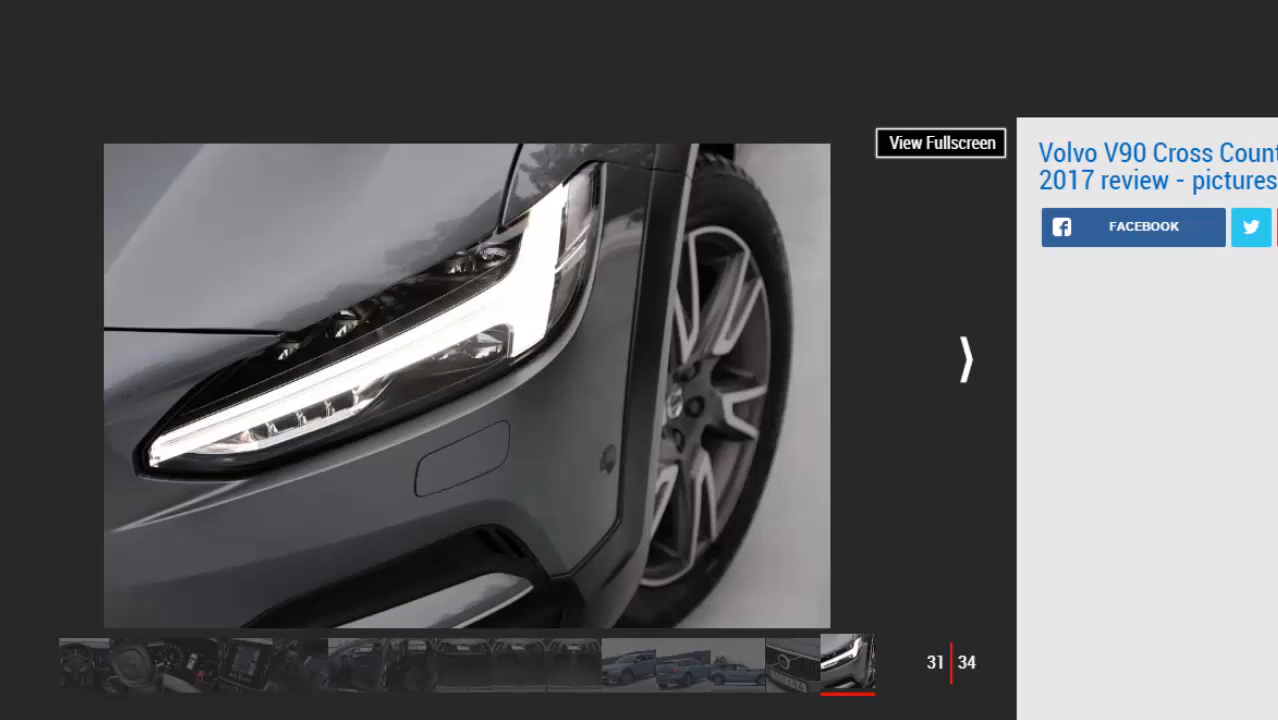 View Fullscreen
Volvo V90 Cross Count
2017 review - pictures
FACEBOOK
31 34